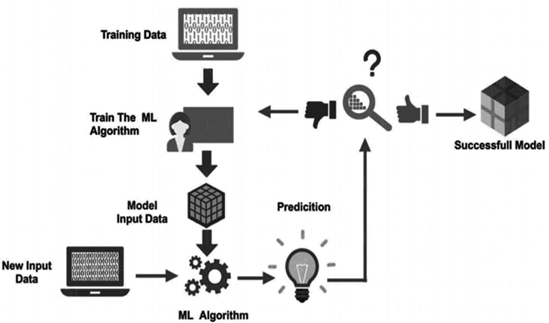 Training Data
?
Train The ML
Algorithm
Successfull Model
Model
Input Data
Predicition
New Input
Data
ML Algorithm